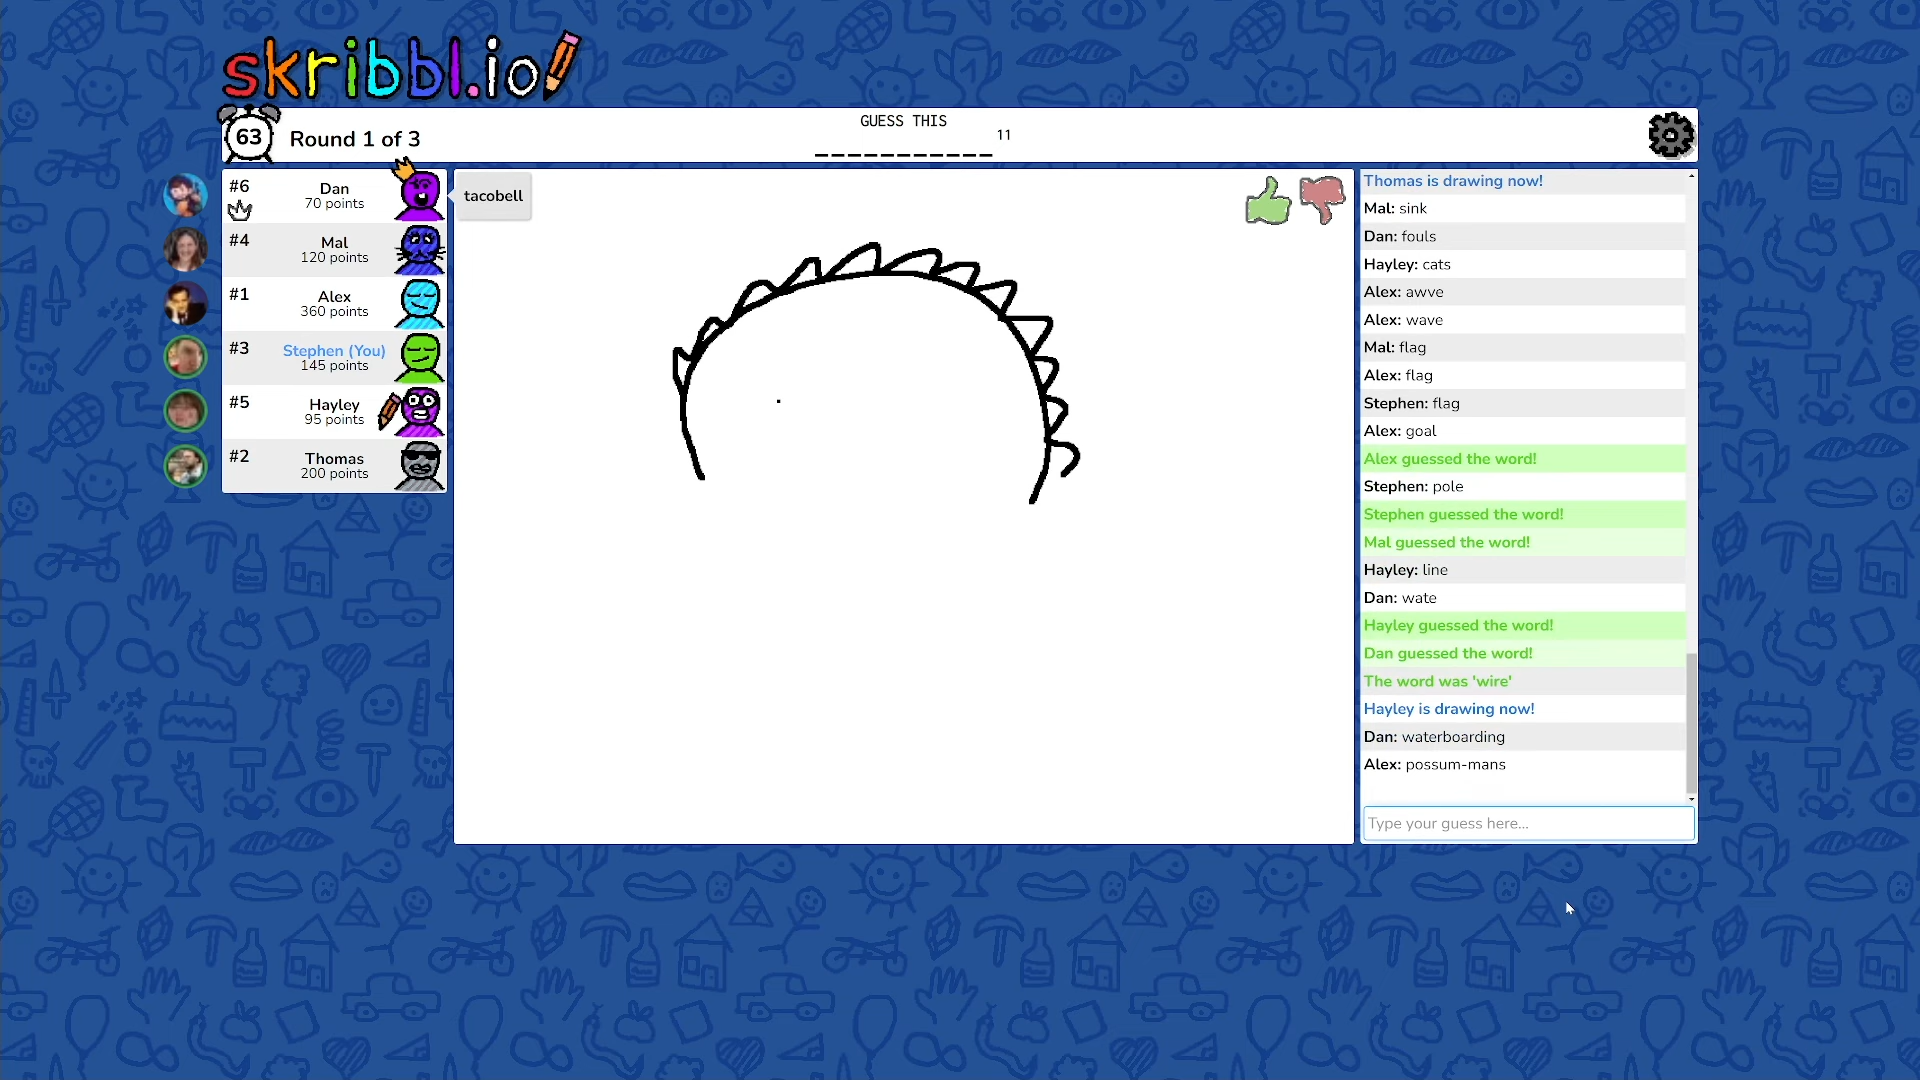 skribbl.io
63
Round 1 of 3
GUESS THIS
___________ 11
#6
Dan
70 points
tacobell
#4
Mal
120 points
#1
Alex
360 points
#3
Stephen (You)
145 points
#5
Hayley
95 points
#2
Thomas
200 points
Thomas is drawing now!
Mal: sink
Dan: fouls
Hayley: cats
Alex: awve
Alex: wave
Mal: flag
Alex: flag
Stephen: flag
Alex: goal
Alex guessed the word!
Stephen: pole
Stephen guessed the word!
Mal guessed the word!
Hayley: line
Dan: wate
Hayley guessed the word!
Dan guessed the word!
The word was 'wire'
Hayley is drawing now!
Dan: waterboarding
Alex: possum-mans
Type your guess here...